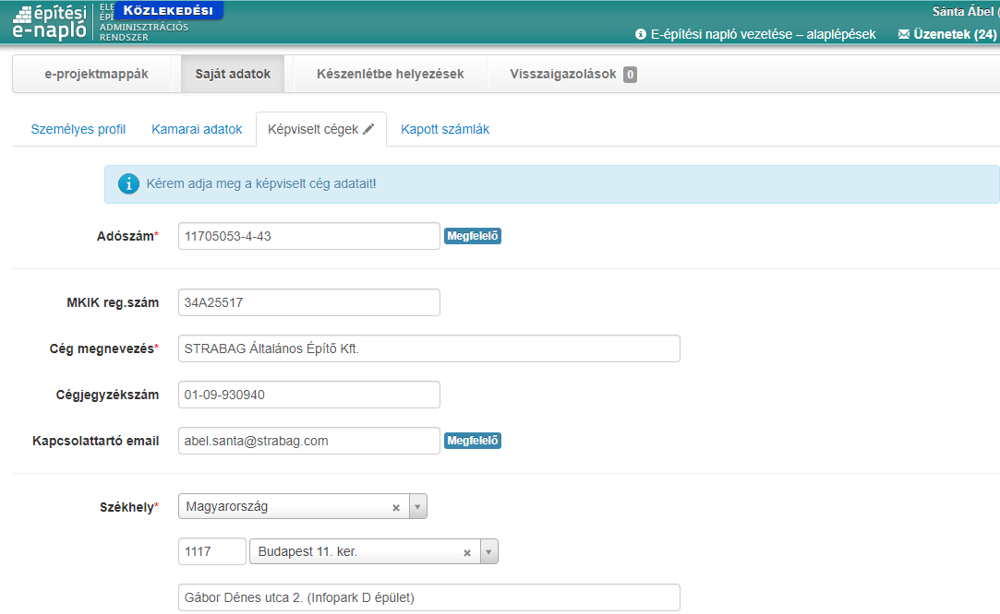 építési
e-napló
ELE
ÉPÍ
ADMINISZTRÁCIÓS
RENDSZER
KÖZLEKEDÉSI
Sánta Ábel (
E-építési napló vezetése – alaplépések
Üzenetek (24)
e-projektmappák
Saját adatok
Készenlétbe helyezések
Visszaigazolások 0
Személyes profil
Kamarai adatok
Képviselt cégek
Kapott számlák
Kérem adja meg a képviselt cég adatait!
Adószám* 11705053-4-43 Megfelelő
MKIK reg.szám 34A25517
Cég megnevezés* STRABAG Általános Építő Kft.
Cégjegyzékszám 01-09-930940
Kapcsolattartó email abel.santa@strabag.com Megfelelő
Székhely* Magyarország
1117 Budapest 11. ker.
Gábor Dénes utca 2. (Infopark D épület)